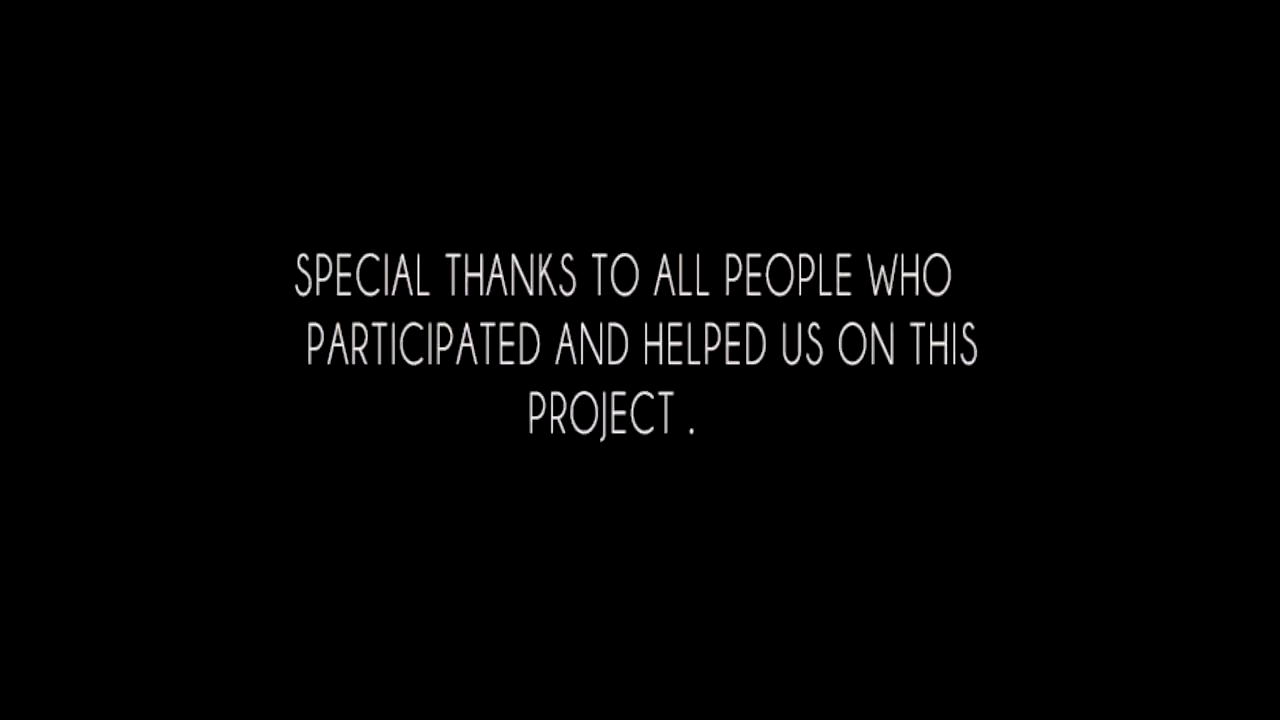 SPECIAL THANKS TO ALL PEOPLE WHO
PARTICIPATED AND HELPED US ON THIS
PROJECT .